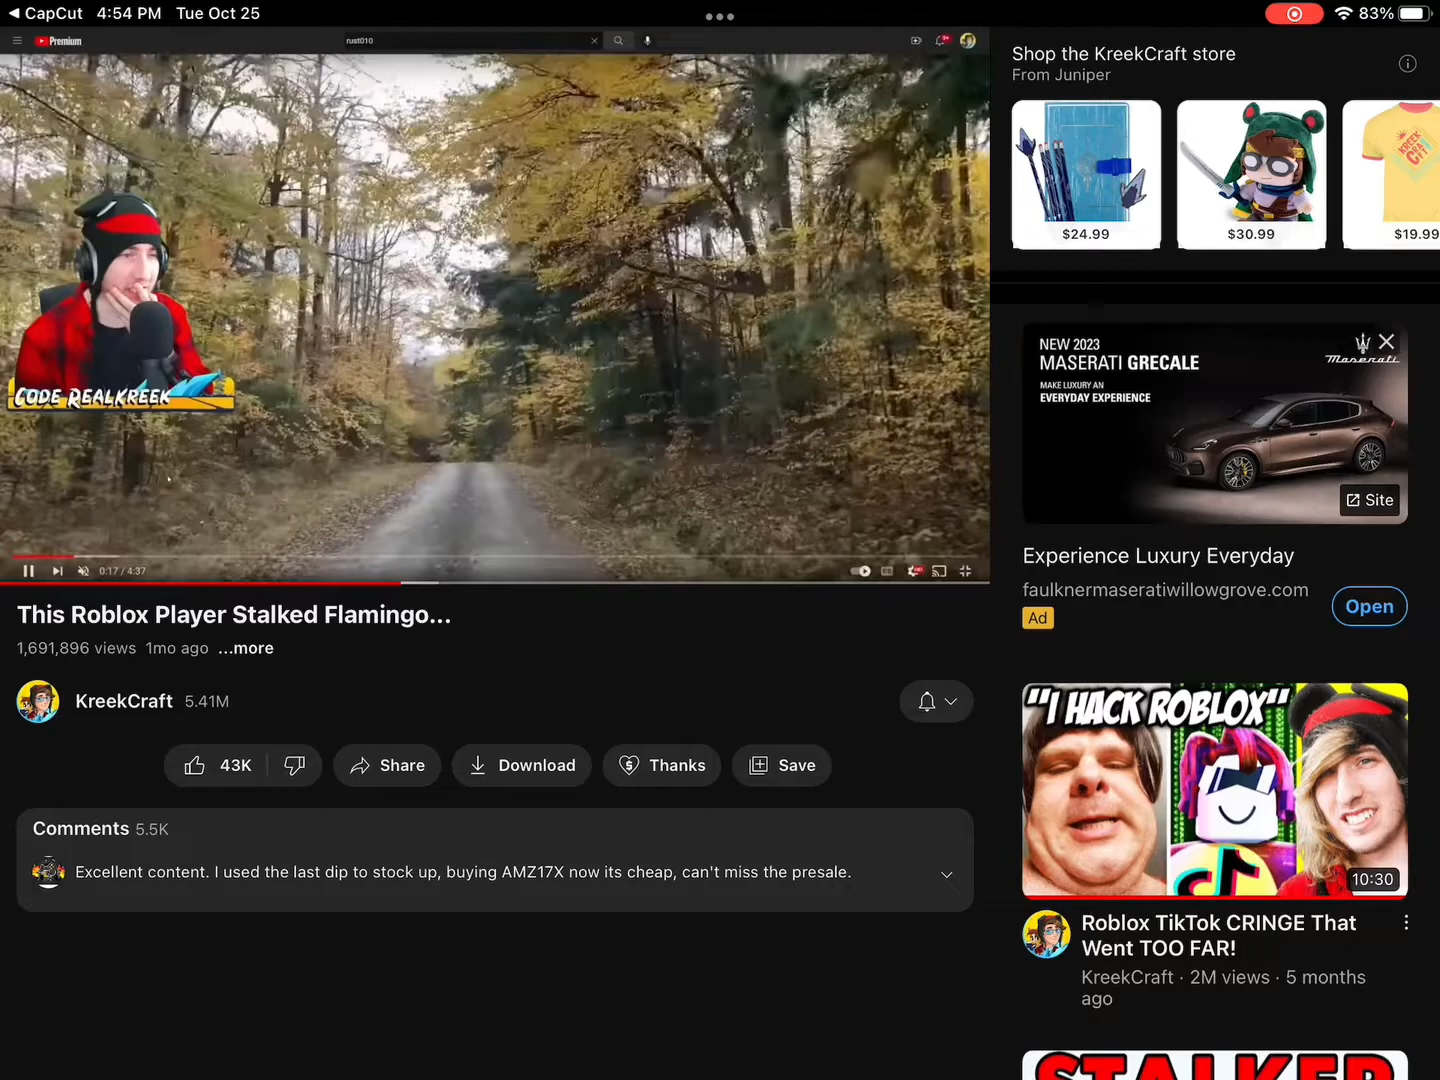 CapCut 4:54 PM Tue Oct 25
83%
Premium
rust010
CODE REALKREEK
0:17 / 4:37
This Roblox Player Stalked Flamingo...
1,691,896 views 1mo ago ...more
KreekCraft 5.41M
43K
Share
Download
Thanks
Save
Comments 5.5K
Excellent content. I used the last dip to stock up, buying AMZ17X now its cheap, can't miss the presale.
Shop the KreekCraft store
From Juniper
$24.99
$30.99
KREEK
CRAFT
$19.99
NEW 2023
MASERATI GRECALE
MAKE LUXURY AN
EVERYDAY EXPERIENCE
Maserati
Site
Experience Luxury Everyday
faulknermaseratiwillowgrove.com
Ad
Open
"I HACK ROBLOX"
10:30
Roblox TikTok CRINGE That
Went TOO FAR!
KreekCraft · 2M views · 5 months
ago
STALKER